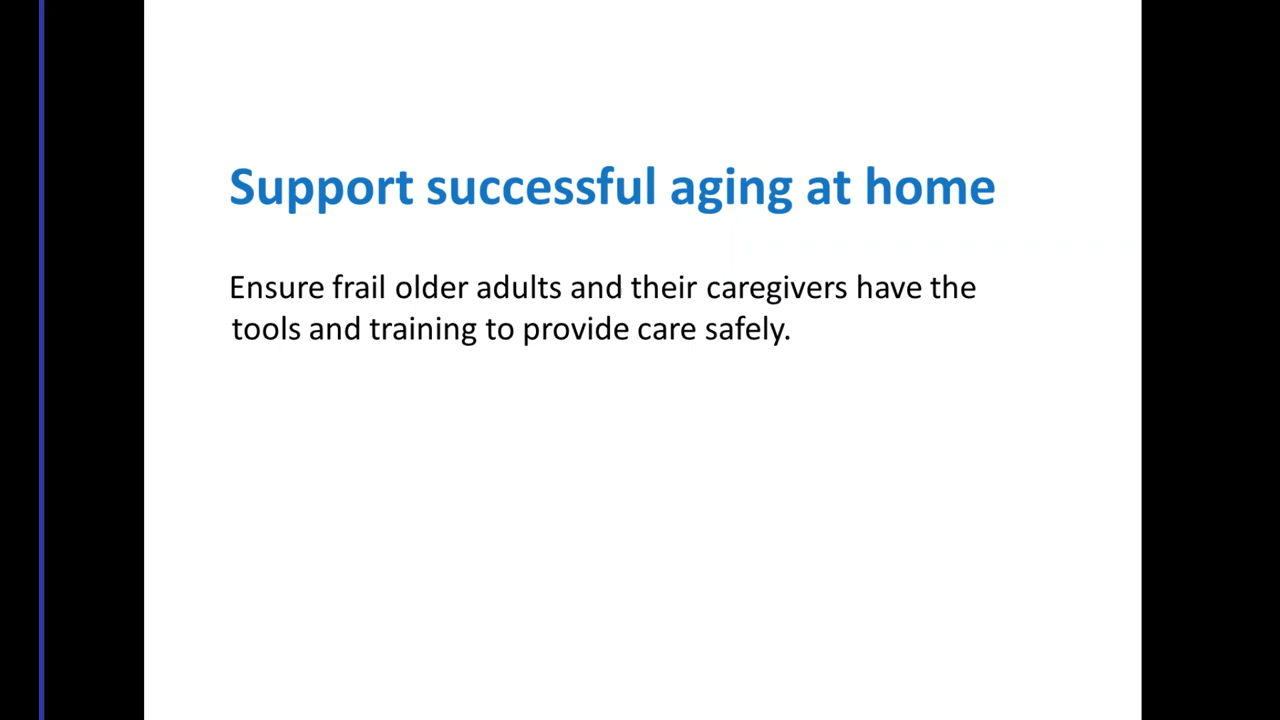 Support successful aging at home
Ensure frail older adults and their caregivers have the
tools and training to provide care safely.